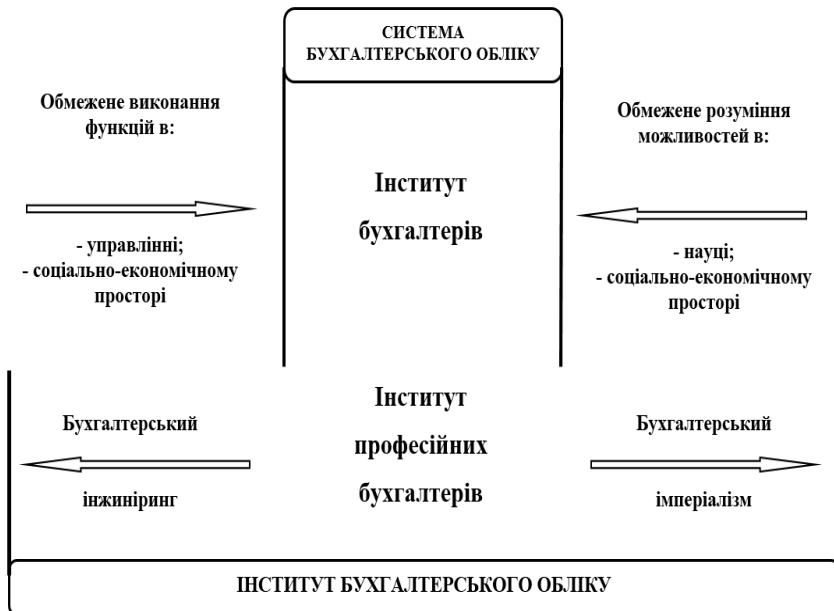 СИСТЕМА
БУХГАЛТЕРСЬКОГО ОБЛІКУ
Обмежене виконання
функцій в:
- управлінні;
- соціально-економічному
просторі
Інститут
бухгалтерів
Обмежене розуміння
можливостей в:
- науці;
- соціально-економічному
просторі
Бухгалтерський
інжиніринг
Інститут
професійних
бухгалтерів
Бухгалтерський
імперіалізм
ІНСТИТУТ БУХГАЛТЕРСЬКОГО ОБЛІКУ